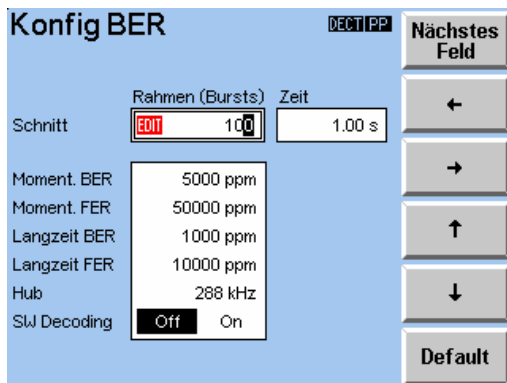 Konfig BER
DECT PP
Nächstes
Feld
Rahmen (Bursts) Zeit
Schnitt EDIT 100 1.00 s
←
→
Moment. BER 5000 ppm
Moment. FER 50000 ppm
Langzeit BER 1000 ppm
↑
Langzeit FER 10000 ppm
Hub 288 kHz
↓
SW Decoding Off On
Default